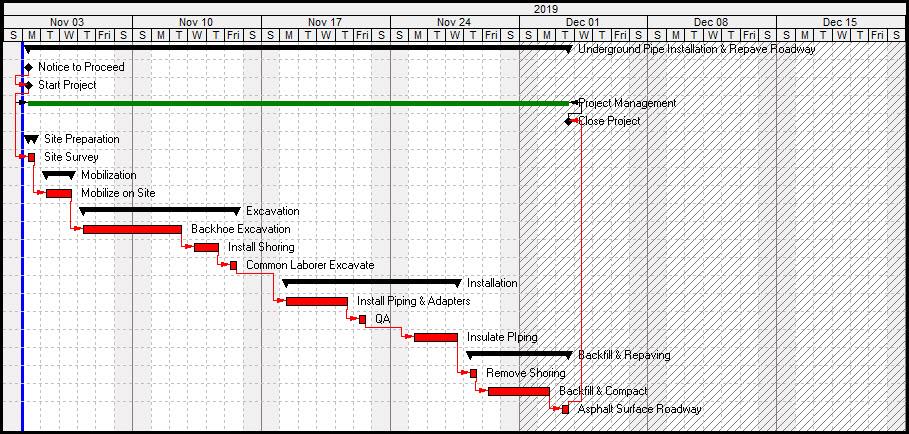 2019
Nov 03 Nov 10 Nov 17 Nov 24 Dec 01 Dec 08 Dec 15
S M T W T Fri S S M T W T Fri S S M T W T Fri S S M T W T Fri S S M T W T Fri S S M T W T Fri S S M T W T Fri S
Underground Pipe Installation & Repave Roadway
Notice to Proceed
Start Project
Project Management
Close Project
Site Preparation
Site Survey
Mobilization
Mobilize on Site
Excavation
Backhoe Excavation
Install Shoring
Common Laborer Excavate
Installation
Install Piping & Adapters
QA
Insulate PIping
Backfill & Repaving
Remove Shoring
Backfill & Compact
Asphalt Surface Roadway